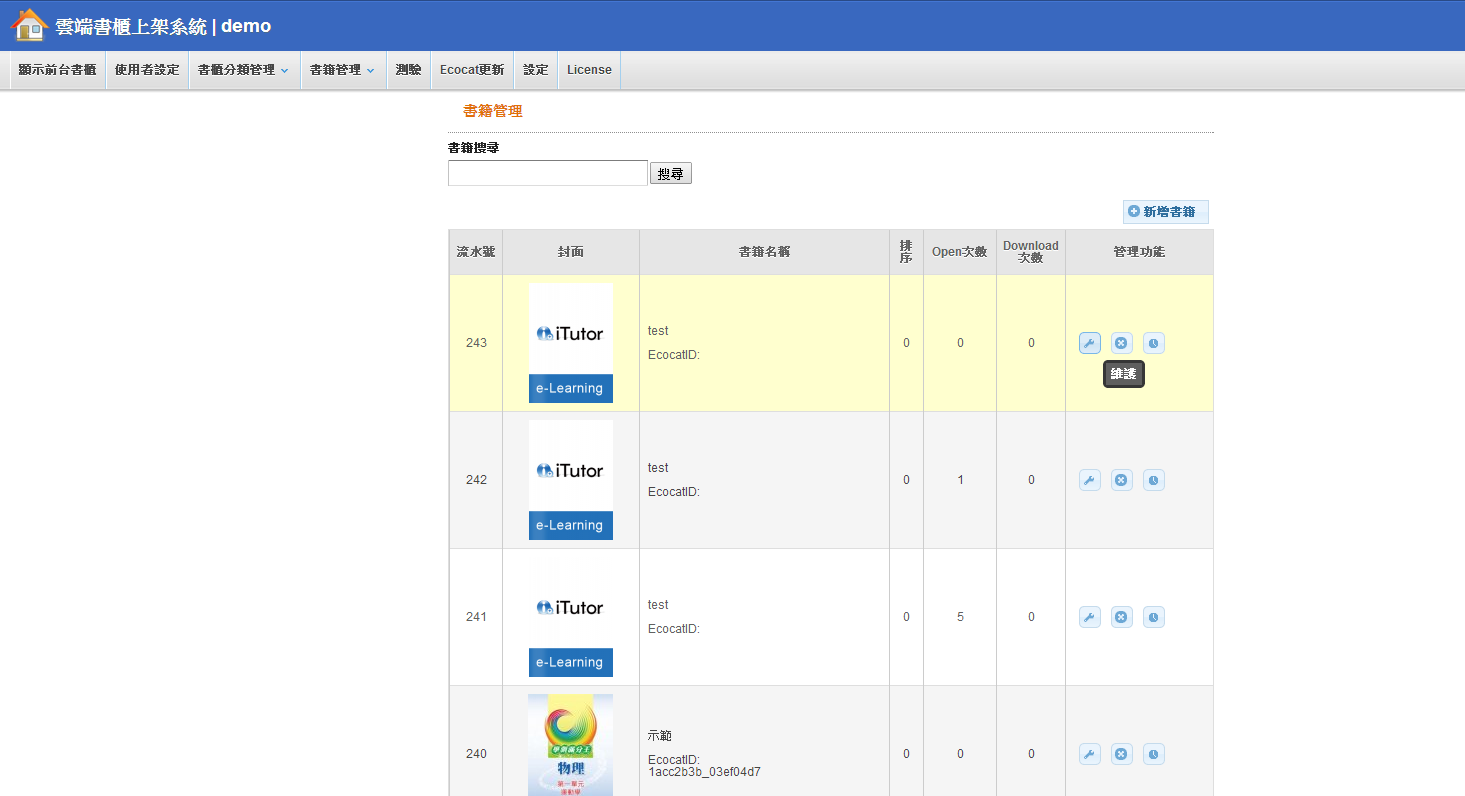 雲端書櫃上架系統 | demo
顯示前台書櫃 使用者設定 書櫃分類管理 書籍管理 測驗 Ecocat更新 設定 License
書籍管理
書籍搜尋
搜尋
新增書籍
流水號 封面 書籍名稱 排序 Open次數 Download次數 管理功能
243 iTutor e-Learning test EcocatID: 0 0 0
維護
242 iTutor e-Learning test EcocatID: 0 1 0
241 iTutor e-Learning test EcocatID: 0 5 0
240 學測滿分王 物理 第一單元 運動學 示範 EcocatID: 1acc2b3b_03ef04d7 0 0 0